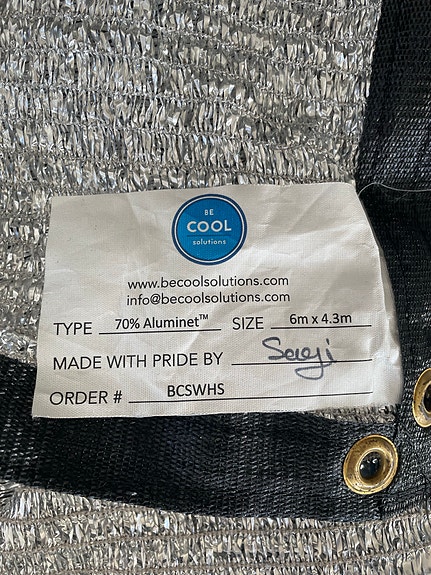 BE
COOL
solutions
www.becoolsolutions.com
info@becoolsolutions.com
TYPE 70% Aluminet™ SIZE 6m x 4.3m
MADE WITH PRIDE BY
ORDER # BCSWHS